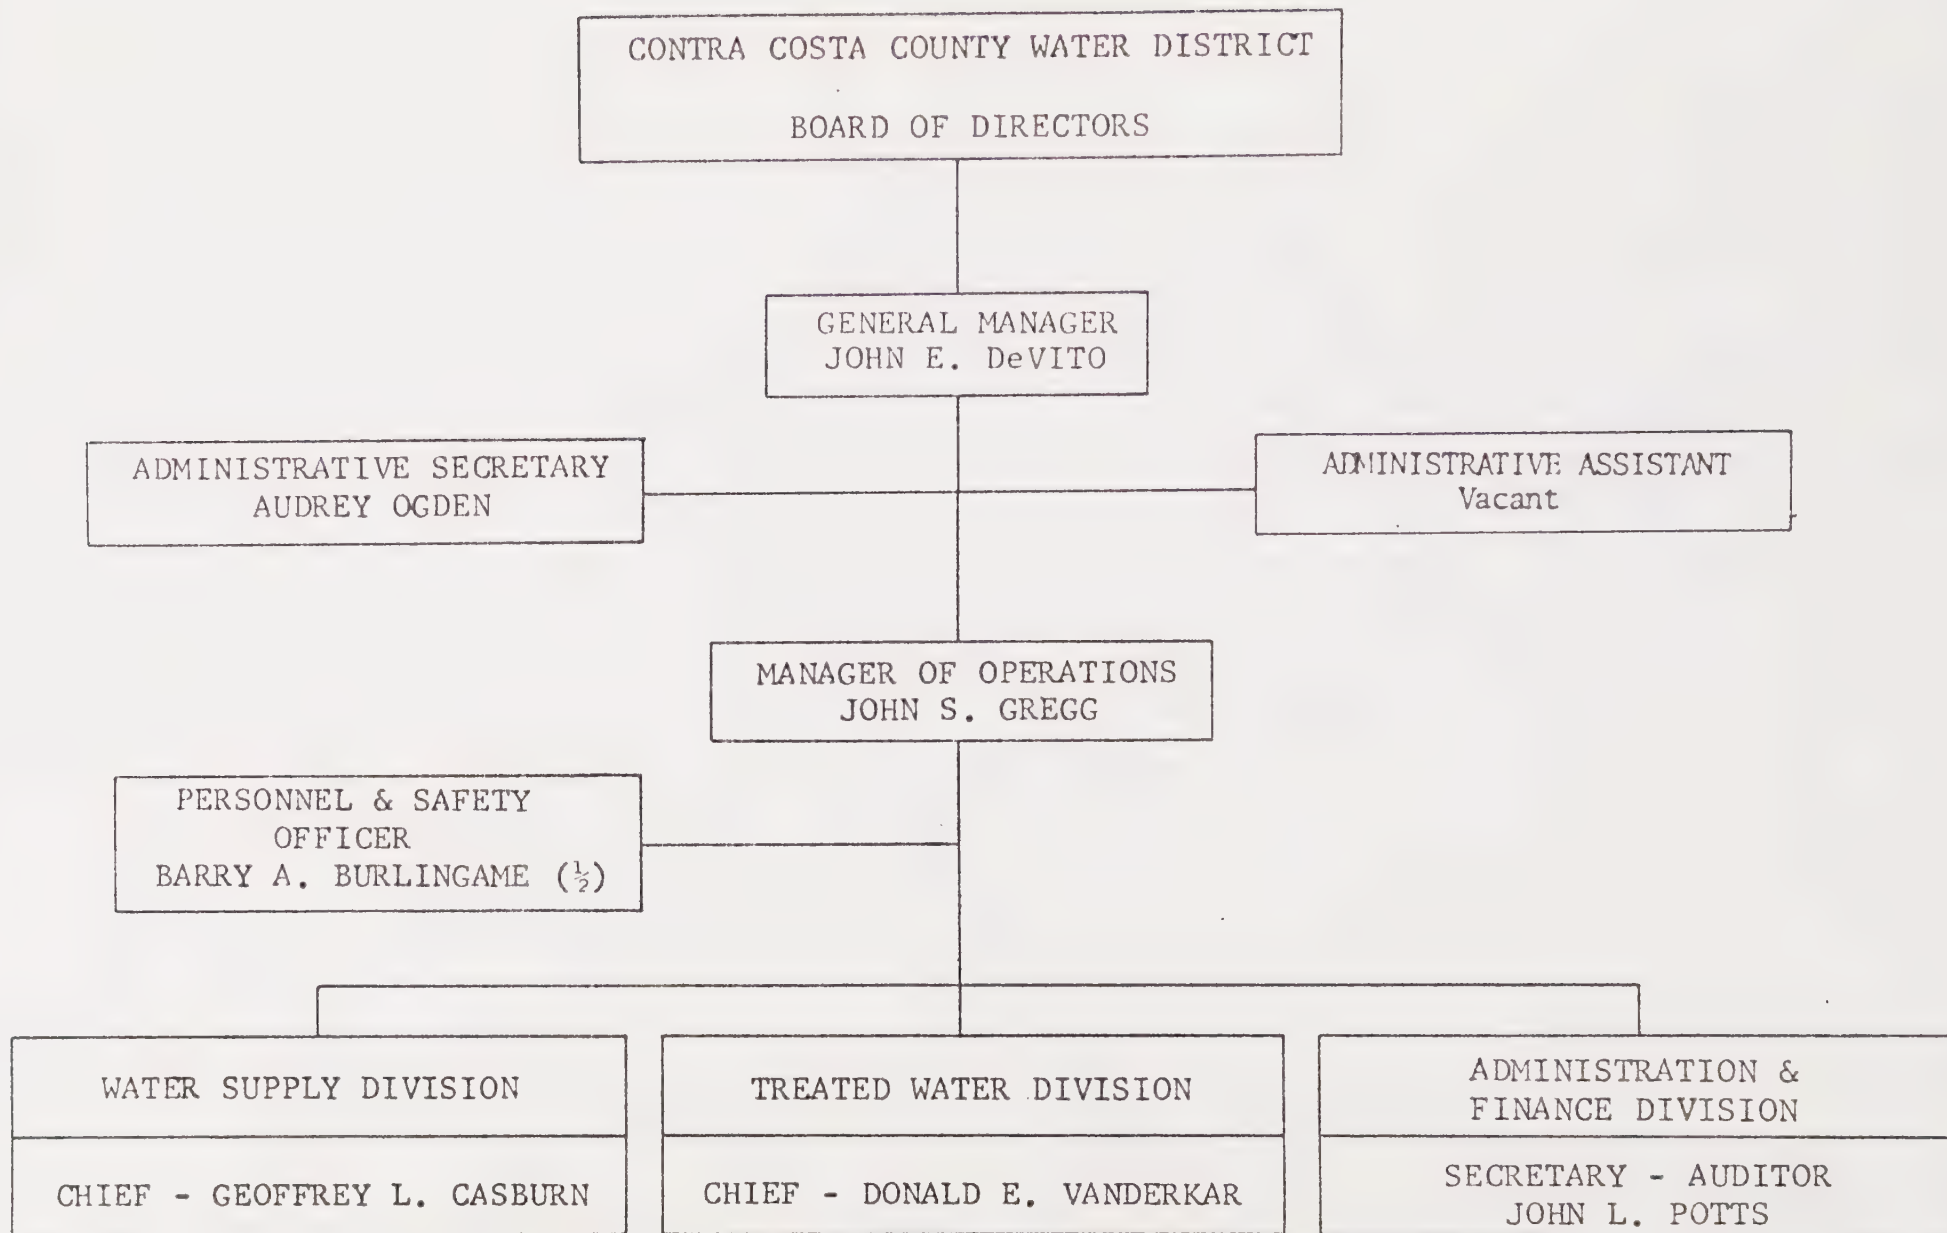 CONTRA COSTA COUNTY WATER DISTRICT
BOARD OF DIRECTORS
GENERAL MANAGER
JOHN E. DeVITO
ADMINISTRATIVE SECRETARY
AUDREY OGDEN
ADMINISTRATIVE ASSISTANT
Vacant
MANAGER OF OPERATIONS
JOHN S. GREGG
PERSONNEL & SAFETY
OFFICER
BARRY A. BURLINGAME (½)
WATER SUPPLY DIVISION
CHIEF - GEOFFREY L. CASBURN
TREATED WATER DIVISION
CHIEF - DONALD E. VANDERKAR
ADMINISTRATION &
FINANCE DIVISION
SECRETARY - AUDITOR
JOHN L. POTTS